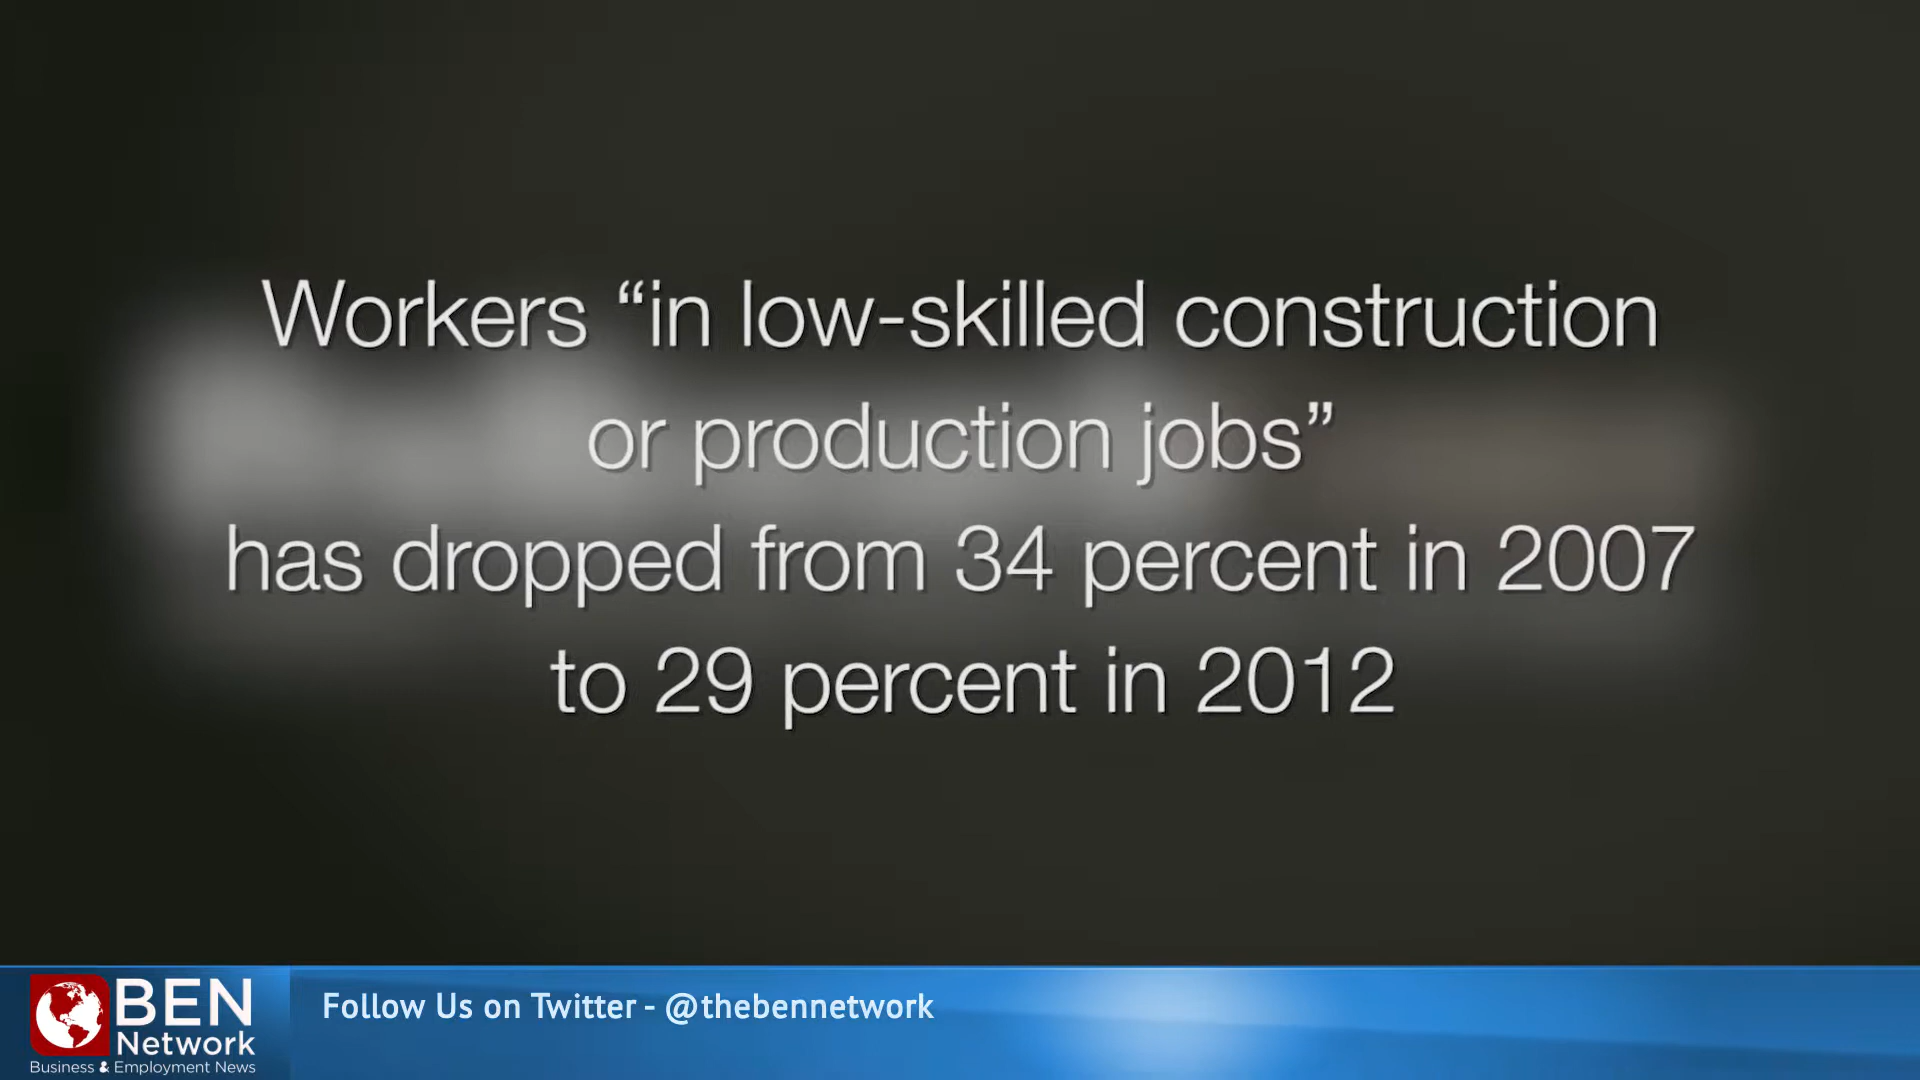 Workers “in low-skilled construction
or production jobs”
has dropped from 34 percent in 2007
to 29 percent in 2012
BEN
Network
Business & Employment News
Follow Us on Twitter - @thebennetwork